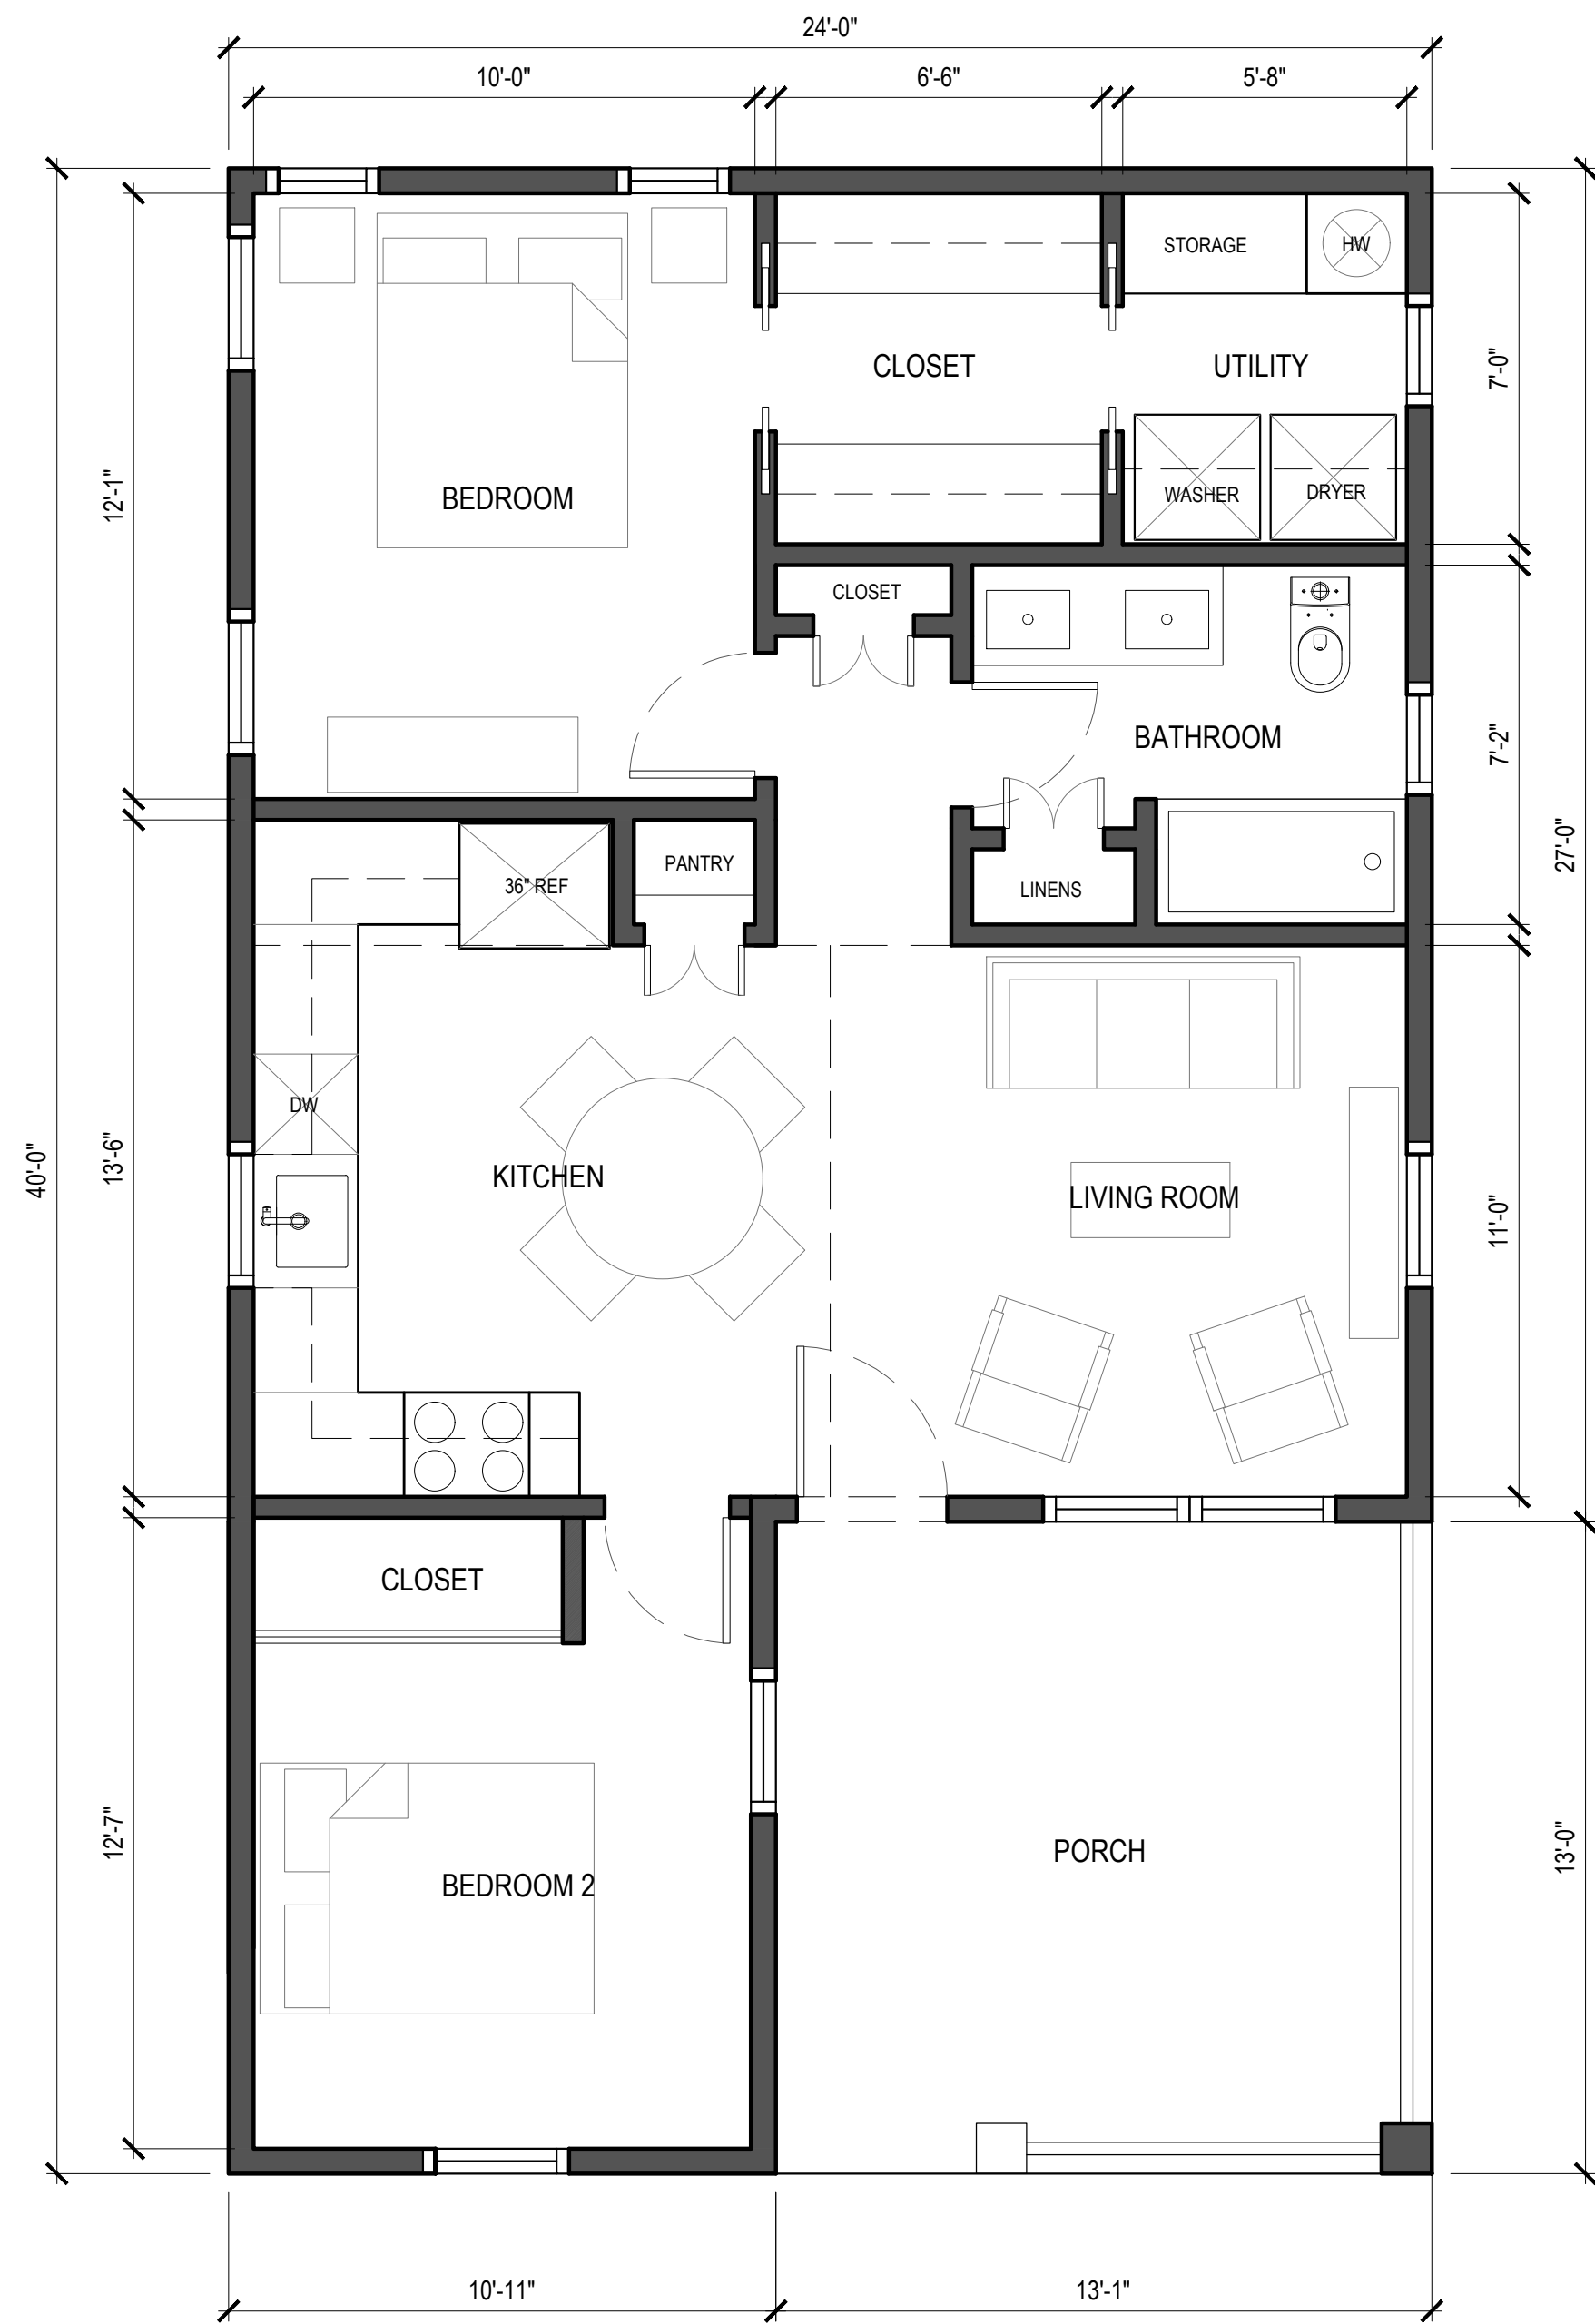 24'-0"
10'-0"
6'-6"
5'-8"
STORAGE
HW
CLOSET
UTILITY
7'-0"
12'-1"
BEDROOM
WASHER
DRYER
CLOSET
BATHROOM
7'-2"
27'-0"
36" REF
PANTRY
LINENS
DW
40'-0"
13'-6"
KITCHEN
LIVING ROOM
11'-0"
CLOSET
12'-7"
BEDROOM 2
PORCH
13'-0"
10'-11"
13'-1"